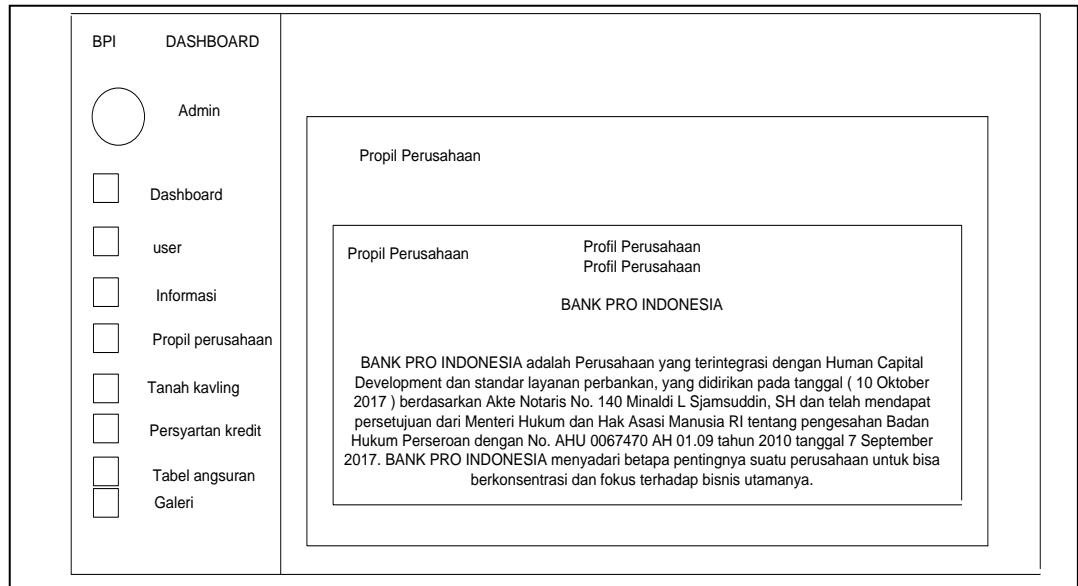 BPI DASHBOARD
Admin
Dashboard
user
Informasi
Propil perusahaan
Tanah kavling
Persyartan kredit
Tabel angsuran
Galeri
Propil Perusahaan
Propil Perusahaan
Profil Perusahaan
Profil Perusahaan
BANK PRO INDONESIA
BANK PRO INDONESIA adalah Perusahaan yang terintegrasi dengan Human Capital
Development dan standar layanan perbankan, yang didirikan pada tanggal ( 10 Oktober
2017 ) berdasarkan Akte Notaris No. 140 Minaldi L Sjamsuddin, SH dan telah mendapat
persetujuan dari Menteri Hukum dan Hak Asasi Manusia RI tentang pengesahan Badan
Hukum Perseroan dengan No. AHU 0067470 AH 01.09 tahun 2010 tanggal 7 September
2017. BANK PRO INDONESIA menyadari betapa pentingnya suatu perusahaan untuk bisa
berkonsentrasi dan fokus terhadap bisnis utamanya.